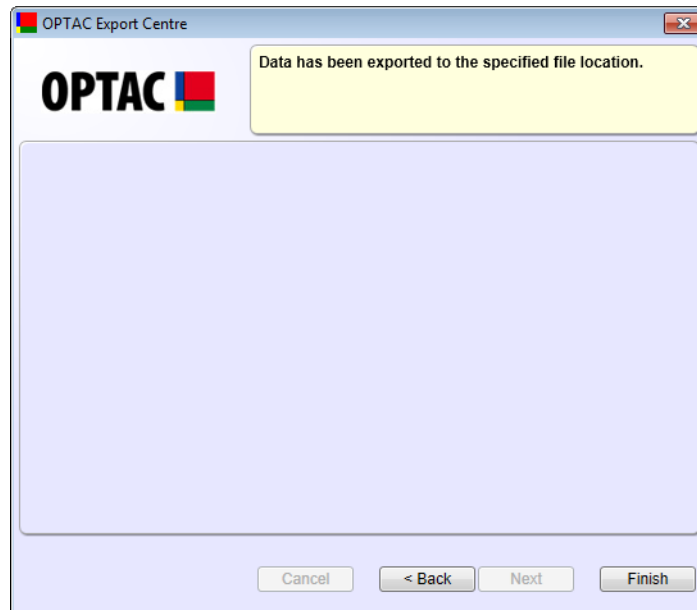 OPTAC Export Centre
OPTAC
Data has been exported to the specified file location.
Cancel
< Back
Next
Finish